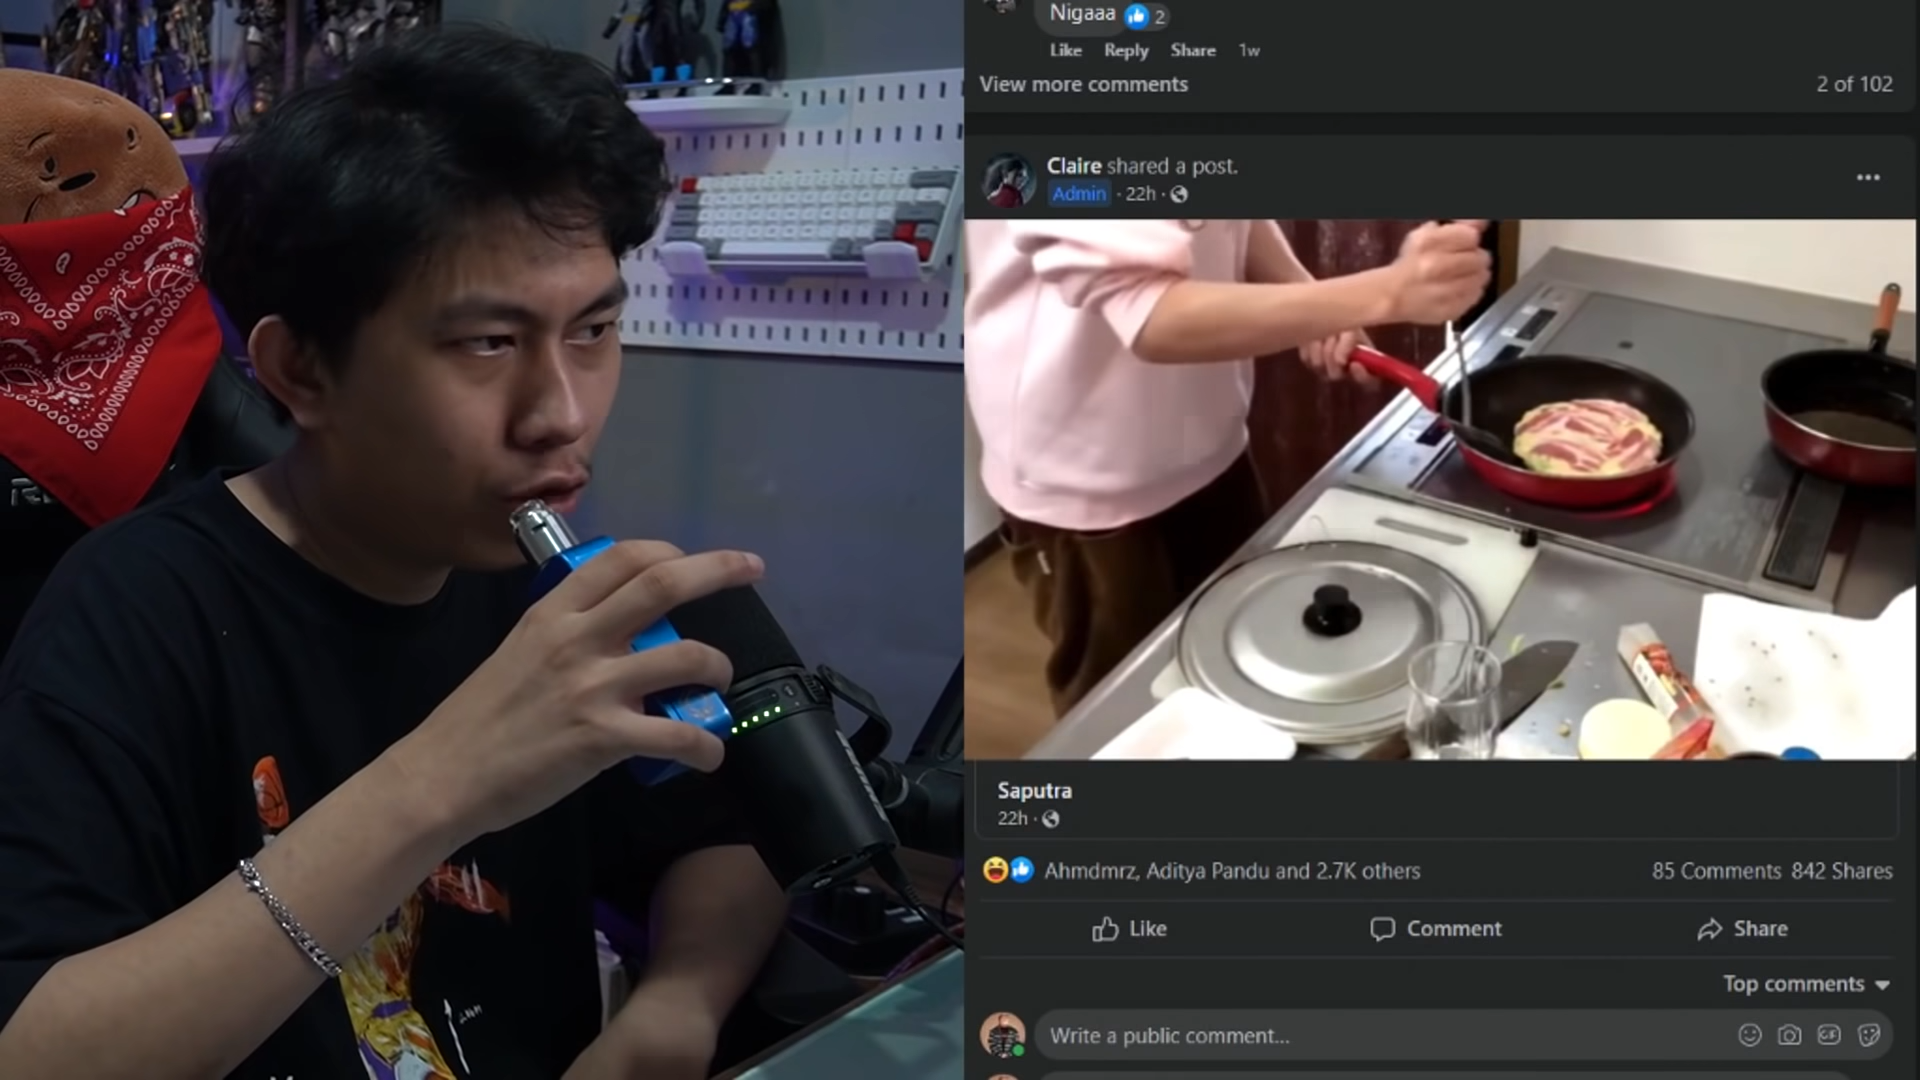 Nigaaa 2
Like Reply Share 1w
View more comments 2 of 102
Claire shared a post.
Admin · 22h ·
Saputra
22h ·
Ahmdmrz, Aditya Pandu and 2.7K others 85 Comments 842 Shares
Like Comment Share
Top comments
Write a public comment...
GIF